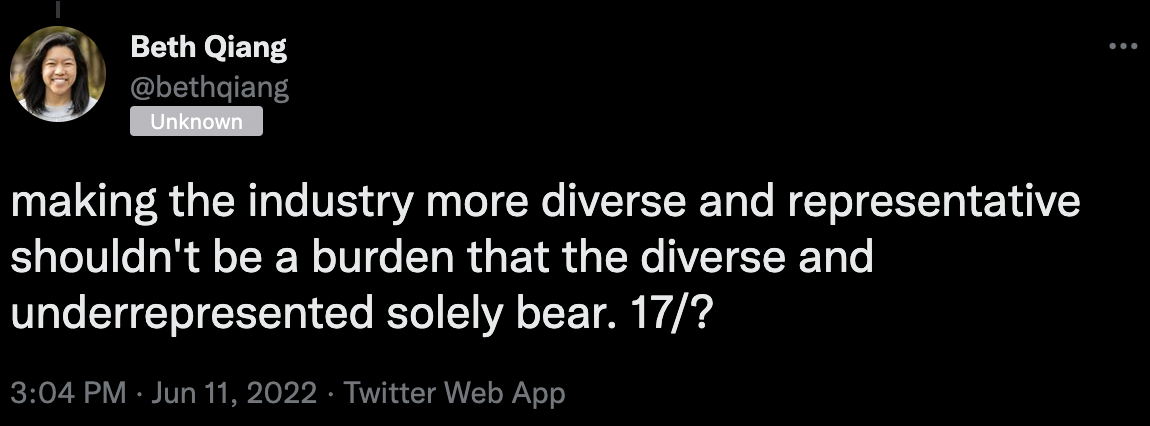 Beth Qiang
@bethqiang
Unknown
making the industry more diverse and representative
shouldn't be a burden that the diverse and
underrepresented solely bear. 17/?
3:04 PM · Jun 11, 2022 · Twitter Web App